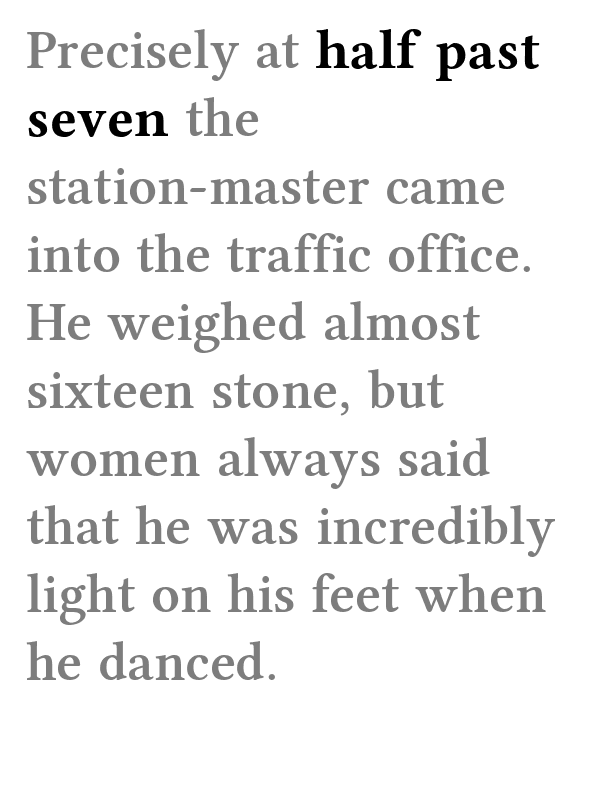 Precisely at half past
seven the
station-master came
into the traffic office.
He weighed almost
sixteen stone, but
women always said
that he was incredibly
light on his feet when
he danced.